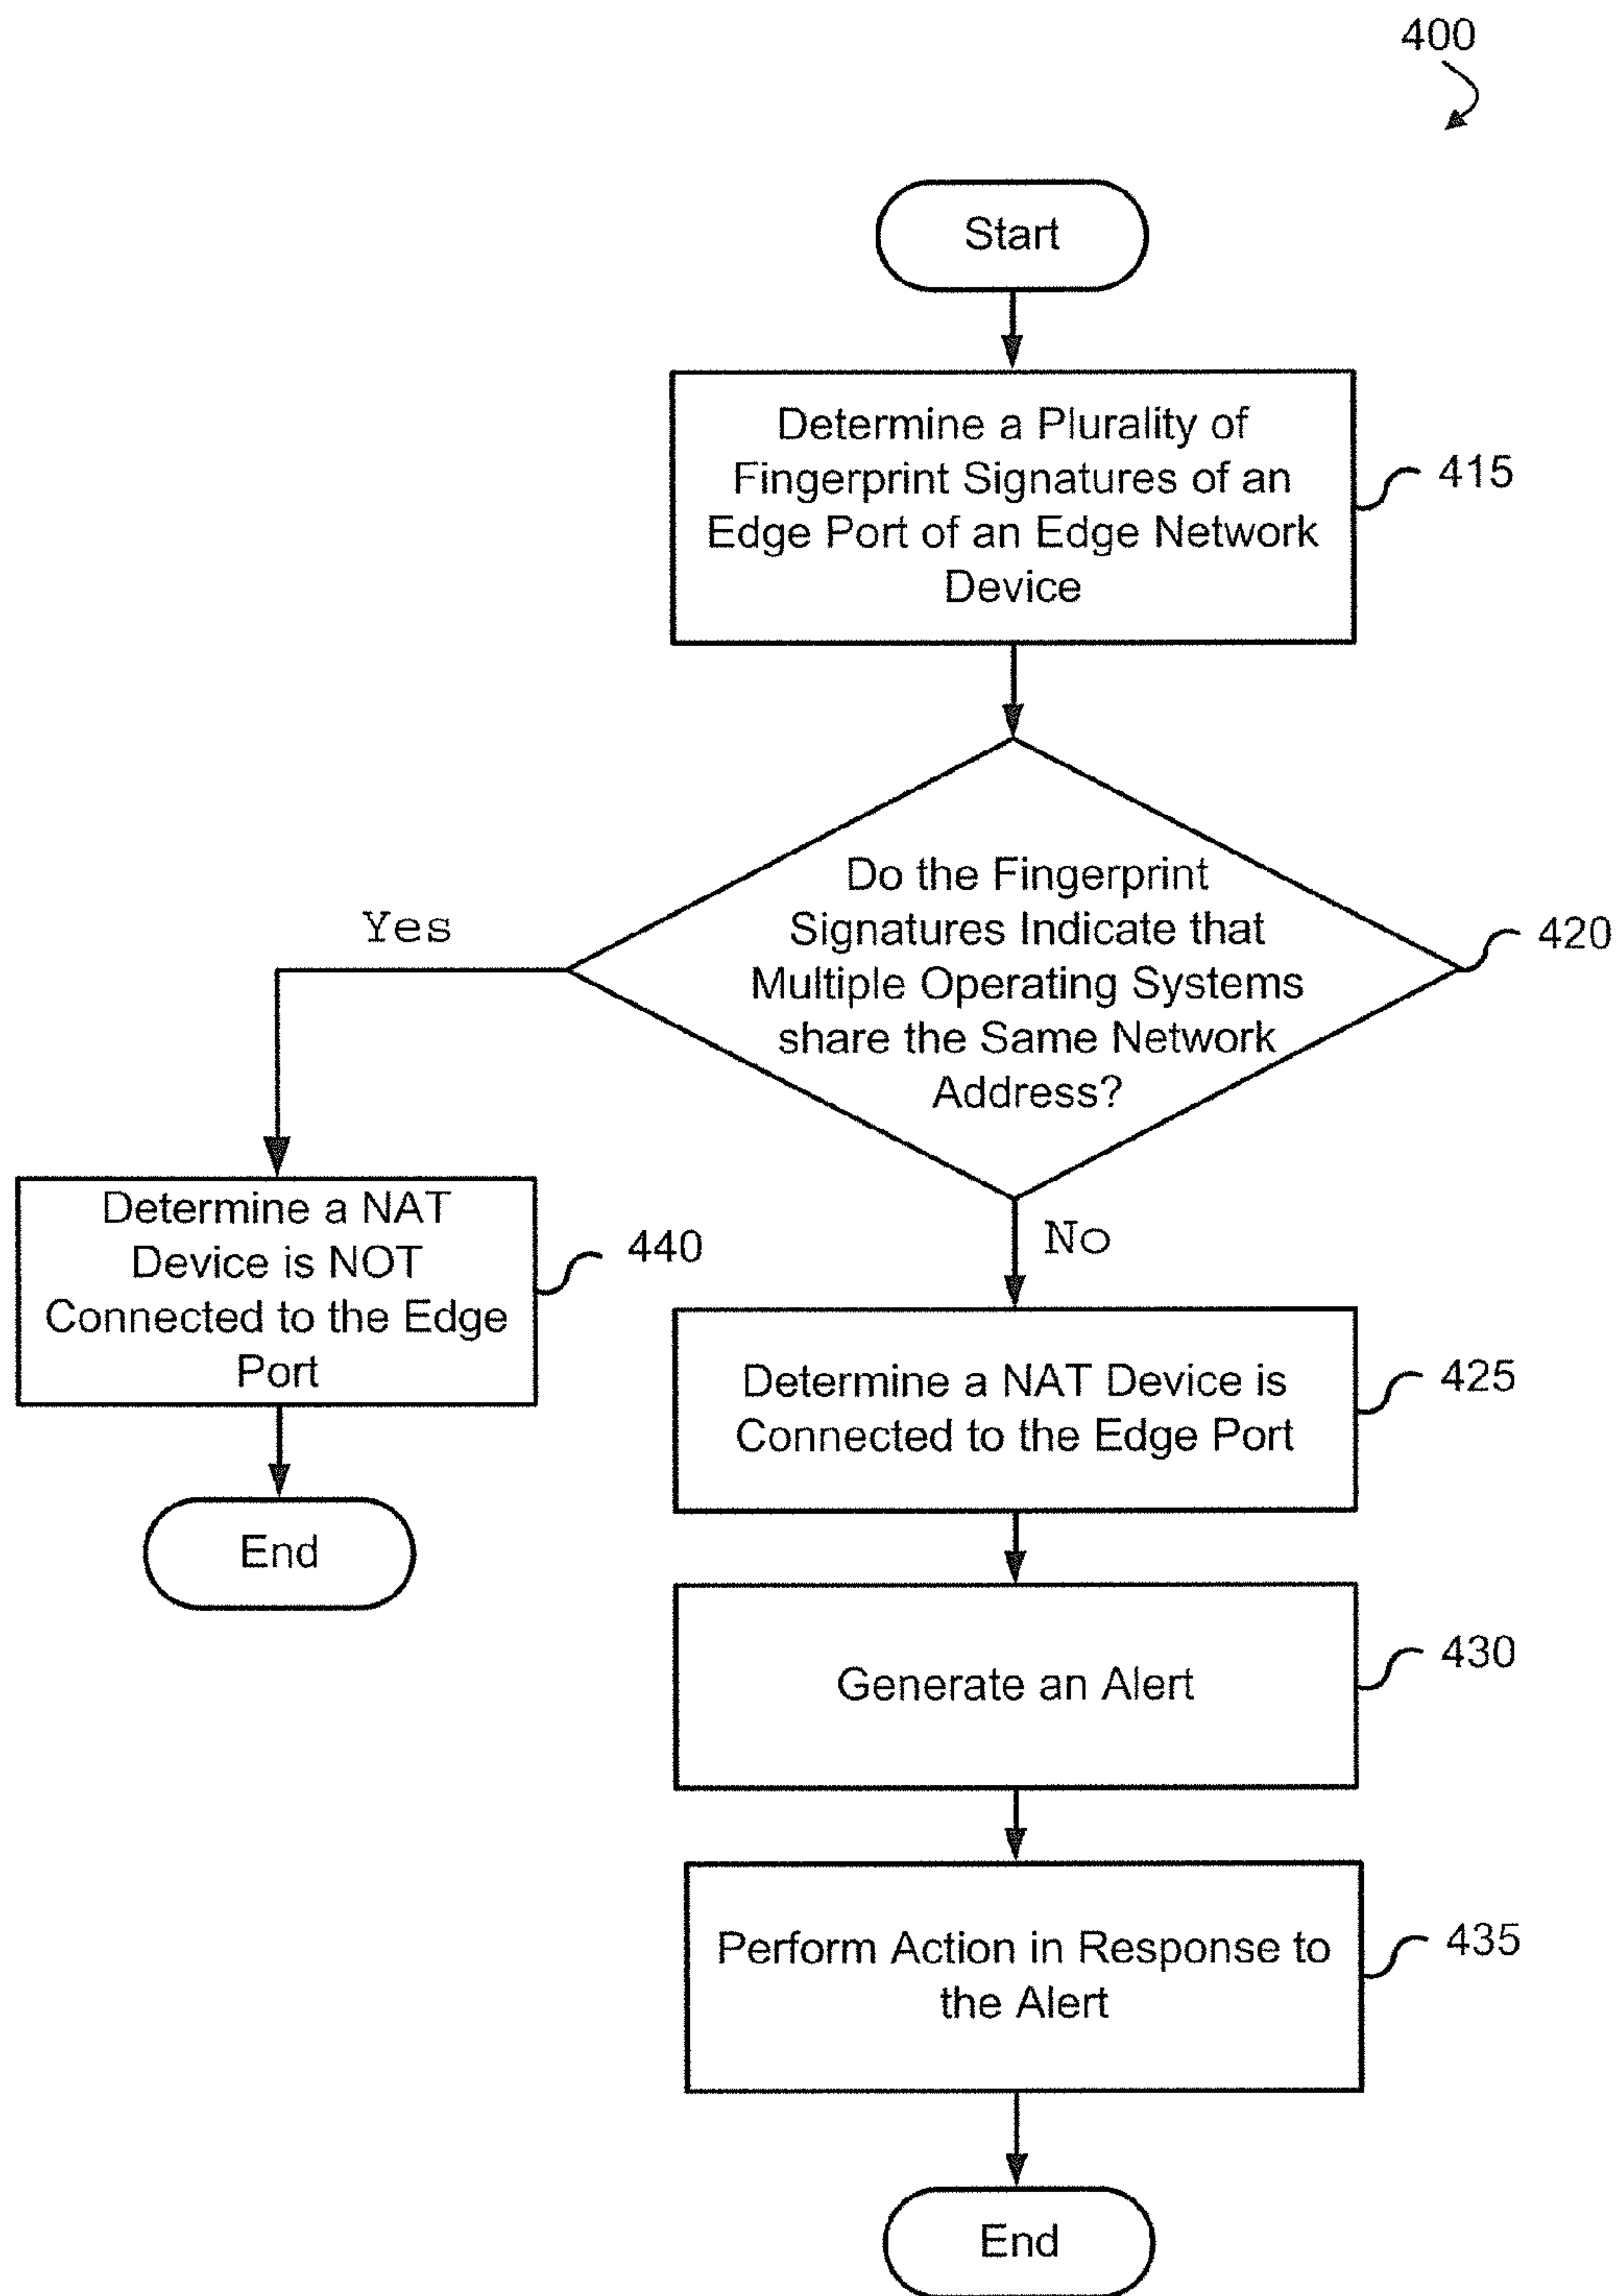 400
Start
Determine a Plurality of
Fingerprint Signatures of an
Edge Port of an Edge Network
Device
415
Do the Fingerprint
Signatures Indicate that
Multiple Operating Systems
share the Same Network
Address?
420
Yes
No
Determine a NAT
Device is NOT
Connected to the Edge
Port
440
End
Determine a NAT Device is
Connected to the Edge Port
425
Generate an Alert
430
Perform Action in Response to
the Alert
435
End